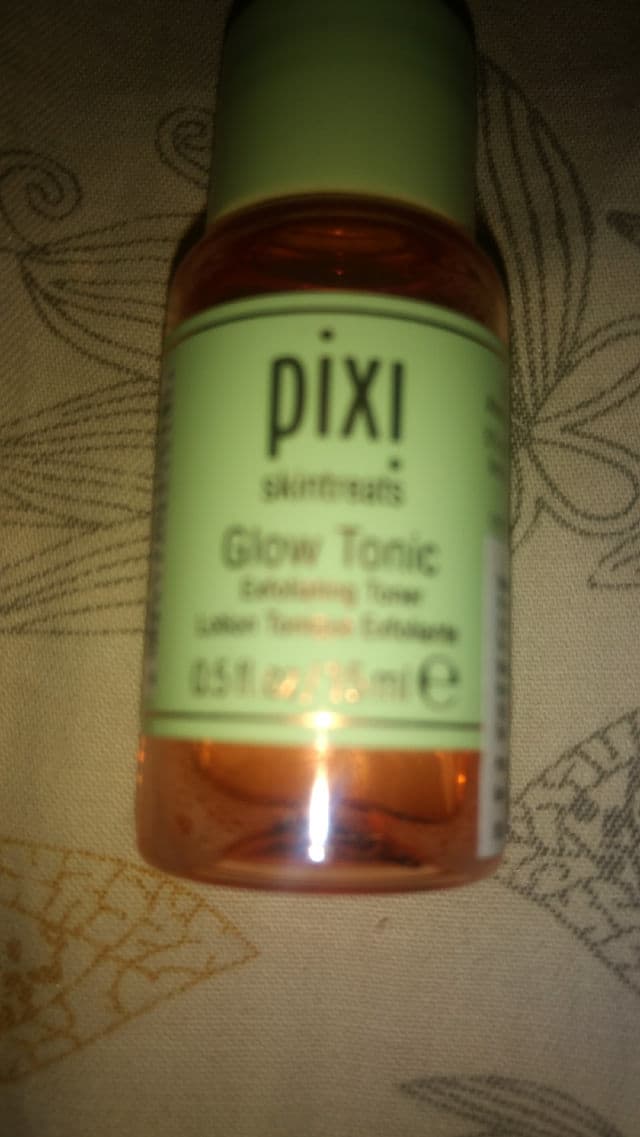 pixi
skintreats
Glow Tonic
Exfoliating Toner
Lotion Tonique Exfoliante
0.5 fl oz/15 ml e